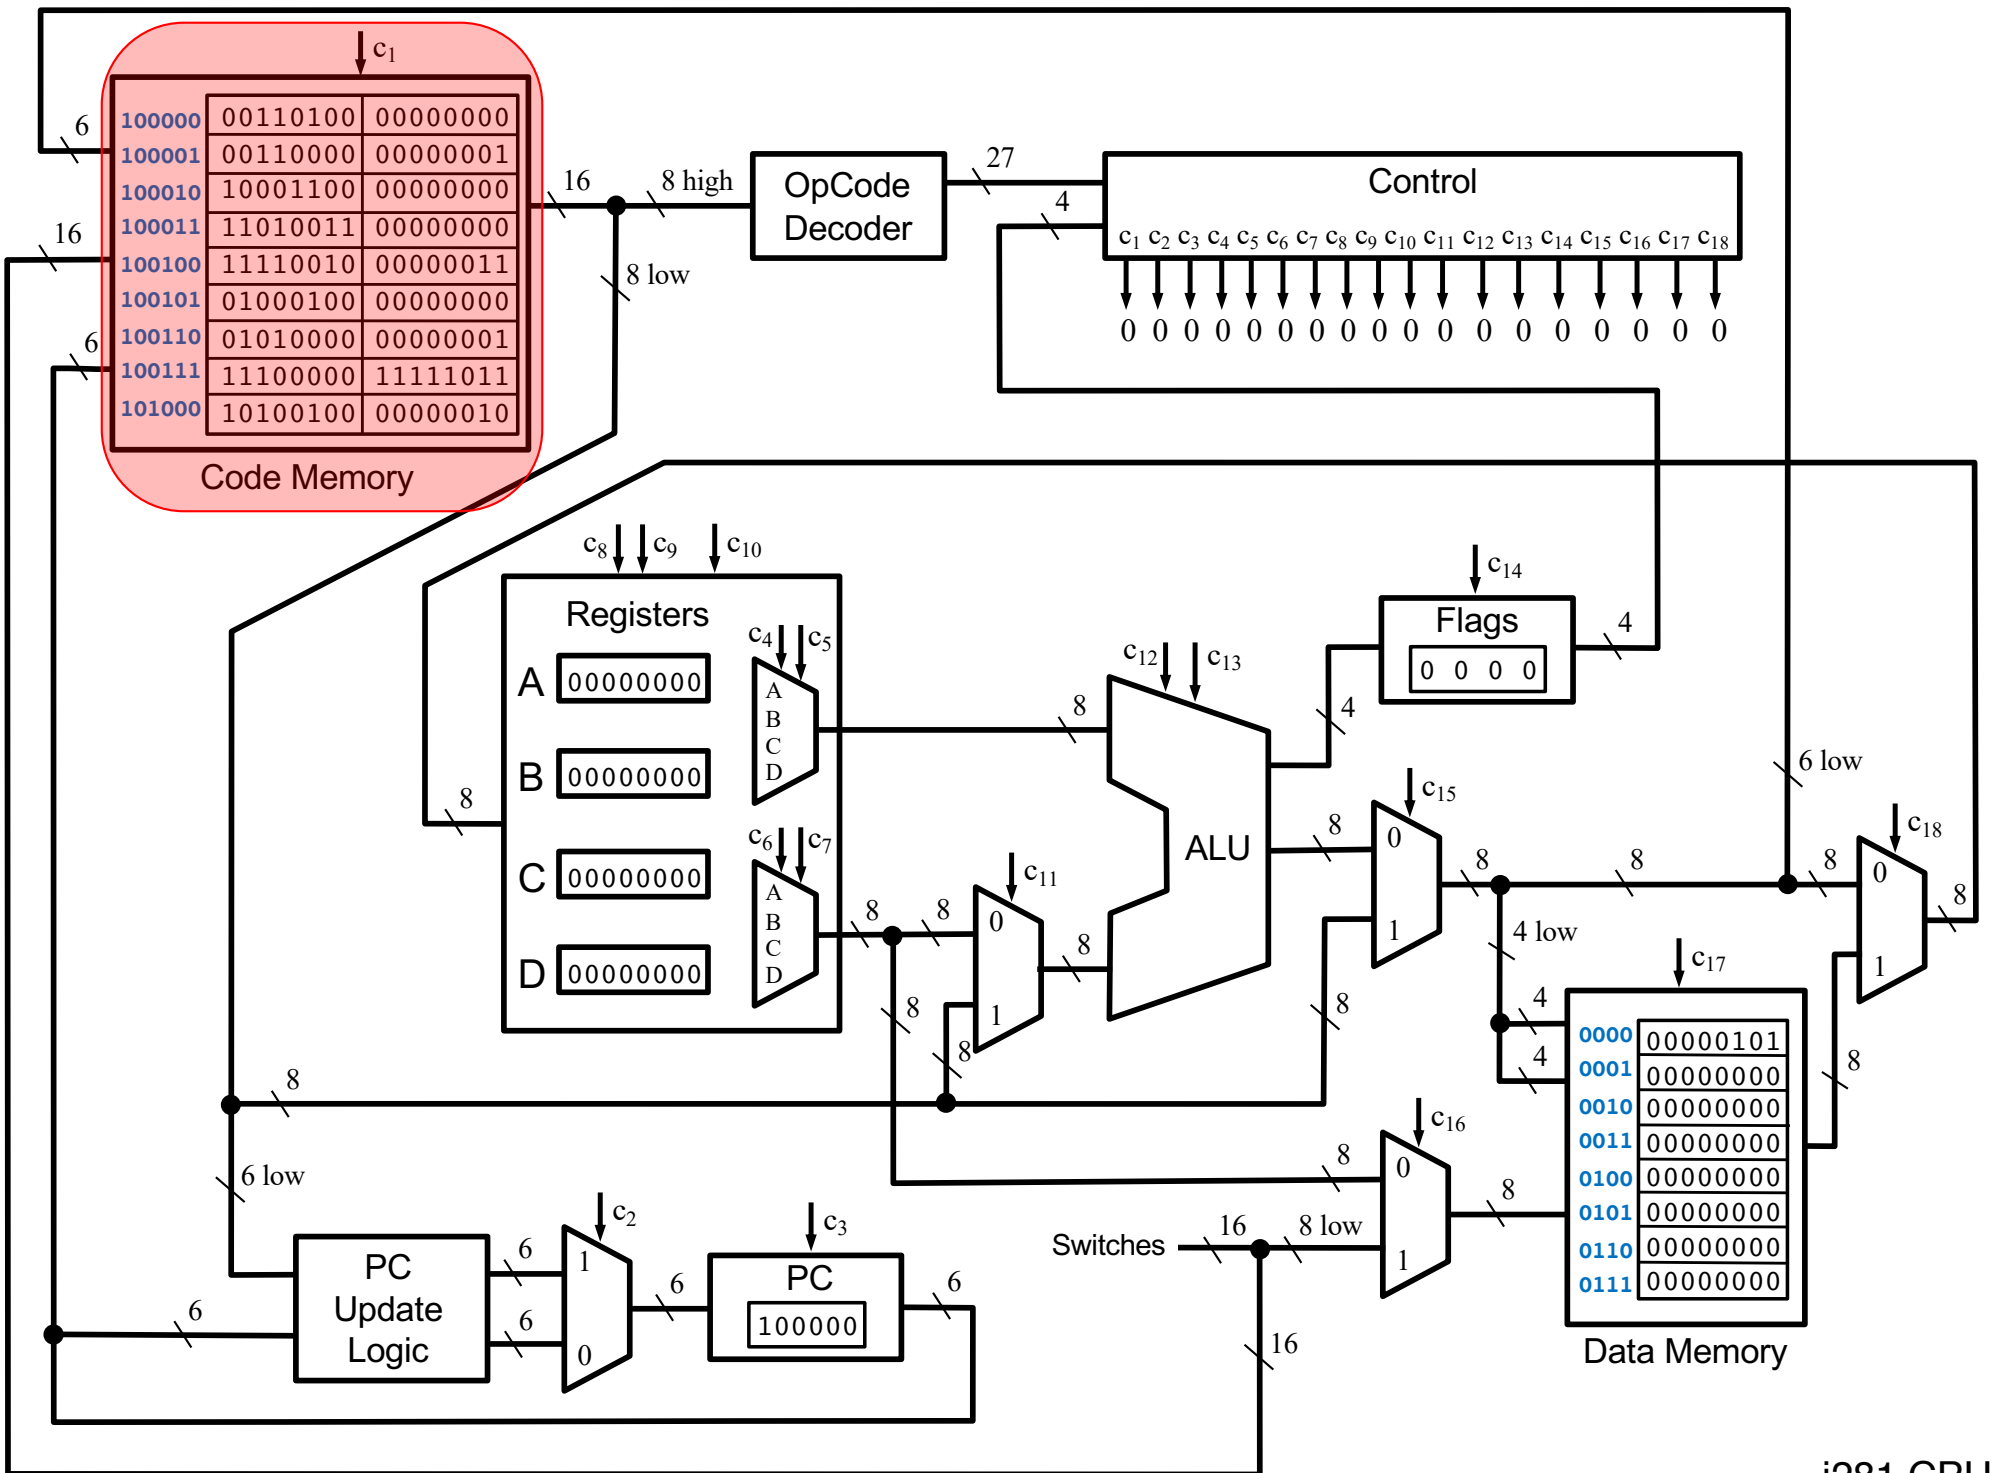 c1
100000 00110100 00000000
100001 00110000 00000001
100010 10001100 00000000
100011 11010011 00000000
100100 11110010 00000011
100101 01000100 00000000
100110 01010000 00000001
100111 11100000 11111011
101000 10100100 00000010
Code Memory
6
16
6
16
8 high
8 low
OpCode
Decoder
27
4
Control
c1 c2 c3 c4 c5 c6 c7 c8 c9 c10 c11 c12 c13 c14 c15 c16 c17 c18
0 0 0 0 0 0 0 0 0 0 0 0 0 0 0 0 0 0
c8 c9 c10
Registers
A 00000000
B 00000000
C 00000000
D 00000000
c4 c5
A
B
C
D
c6 c7
A
B
C
D
8
8
8
8
8
c11
0
1
8
8
c12 c13
ALU
8
4
c14
Flags
0 0 0 0
4
c15
0
1
8
8
8
8
6 low
4 low
4
4
c18
0
1
8
8
c17
0000 00000101
0001 00000000
0010 00000000
0011 00000000
0100 00000000
0101 00000000
0110 00000000
0111 00000000
Data Memory
8
8
c16
0
1
8
8
Switches
16
8 low
16
6 low
6
PC
Update
Logic
6
6
c2
1
0
6
c3
PC
100000
6